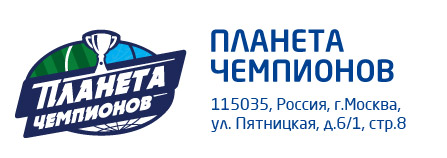 ПЛАНЕТА
ЧЕМПИОНОВ
ПЛАНЕТА
ЧЕМПИОНОВ
115035, Россия, г.Москва,
ул. Пятницкая, д.6/1, стр.8